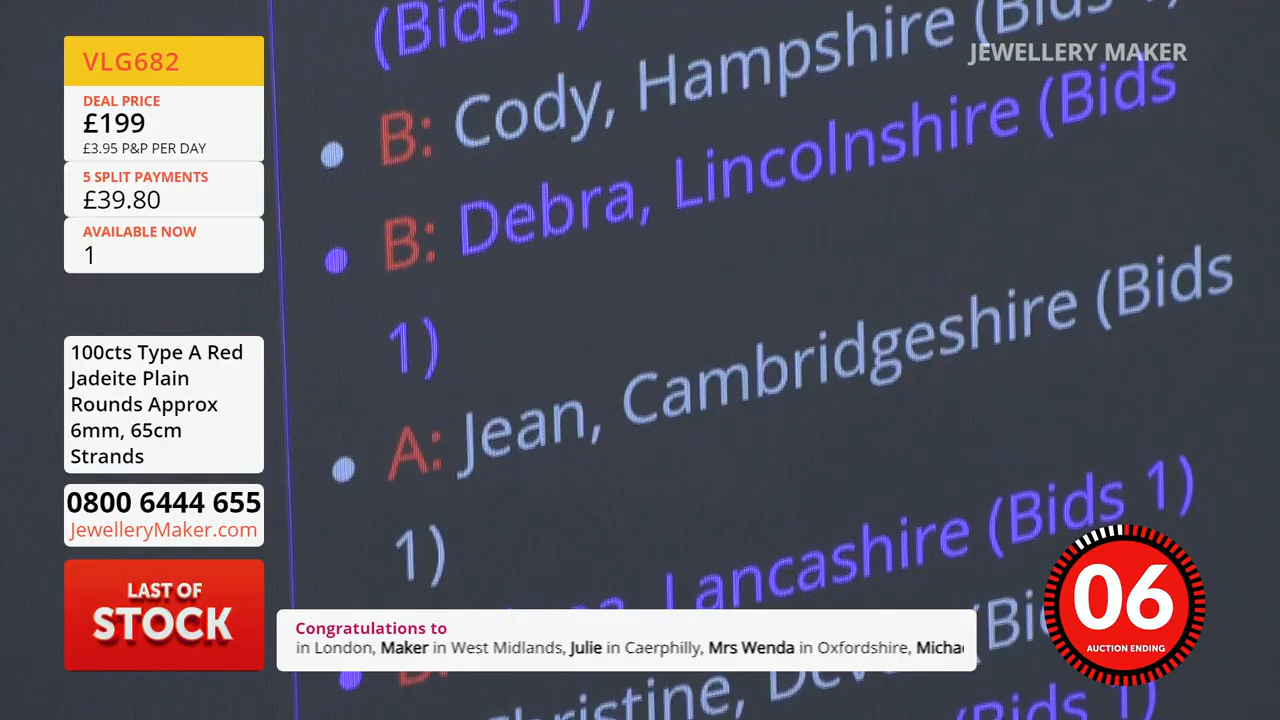 VLG682
DEAL PRICE
£199
£3.95 P&P PER DAY
5 SPLIT PAYMENTS
£39.80
AVAILABLE NOW
1
100cts Type A Red
Jadeite Plain
Rounds Approx
6mm, 65cm
Strands
0800 6444 655
JewelleryMaker.com
LAST OF
STOCK
JEWELLERY MAKER
(Bids 1)
B: Cody, Hampshire (Bids 1)
B: Debra, Lincolnshire (Bids
1)
A: Jean, Cambridgeshire (Bids
1)
Lancashire (Bids 1)
Christine,
Congratulations to
in London, Maker in West Midlands, Julie in Caerphilly, Mrs Wenda in Oxfordshire,
06
AUCTION ENDING